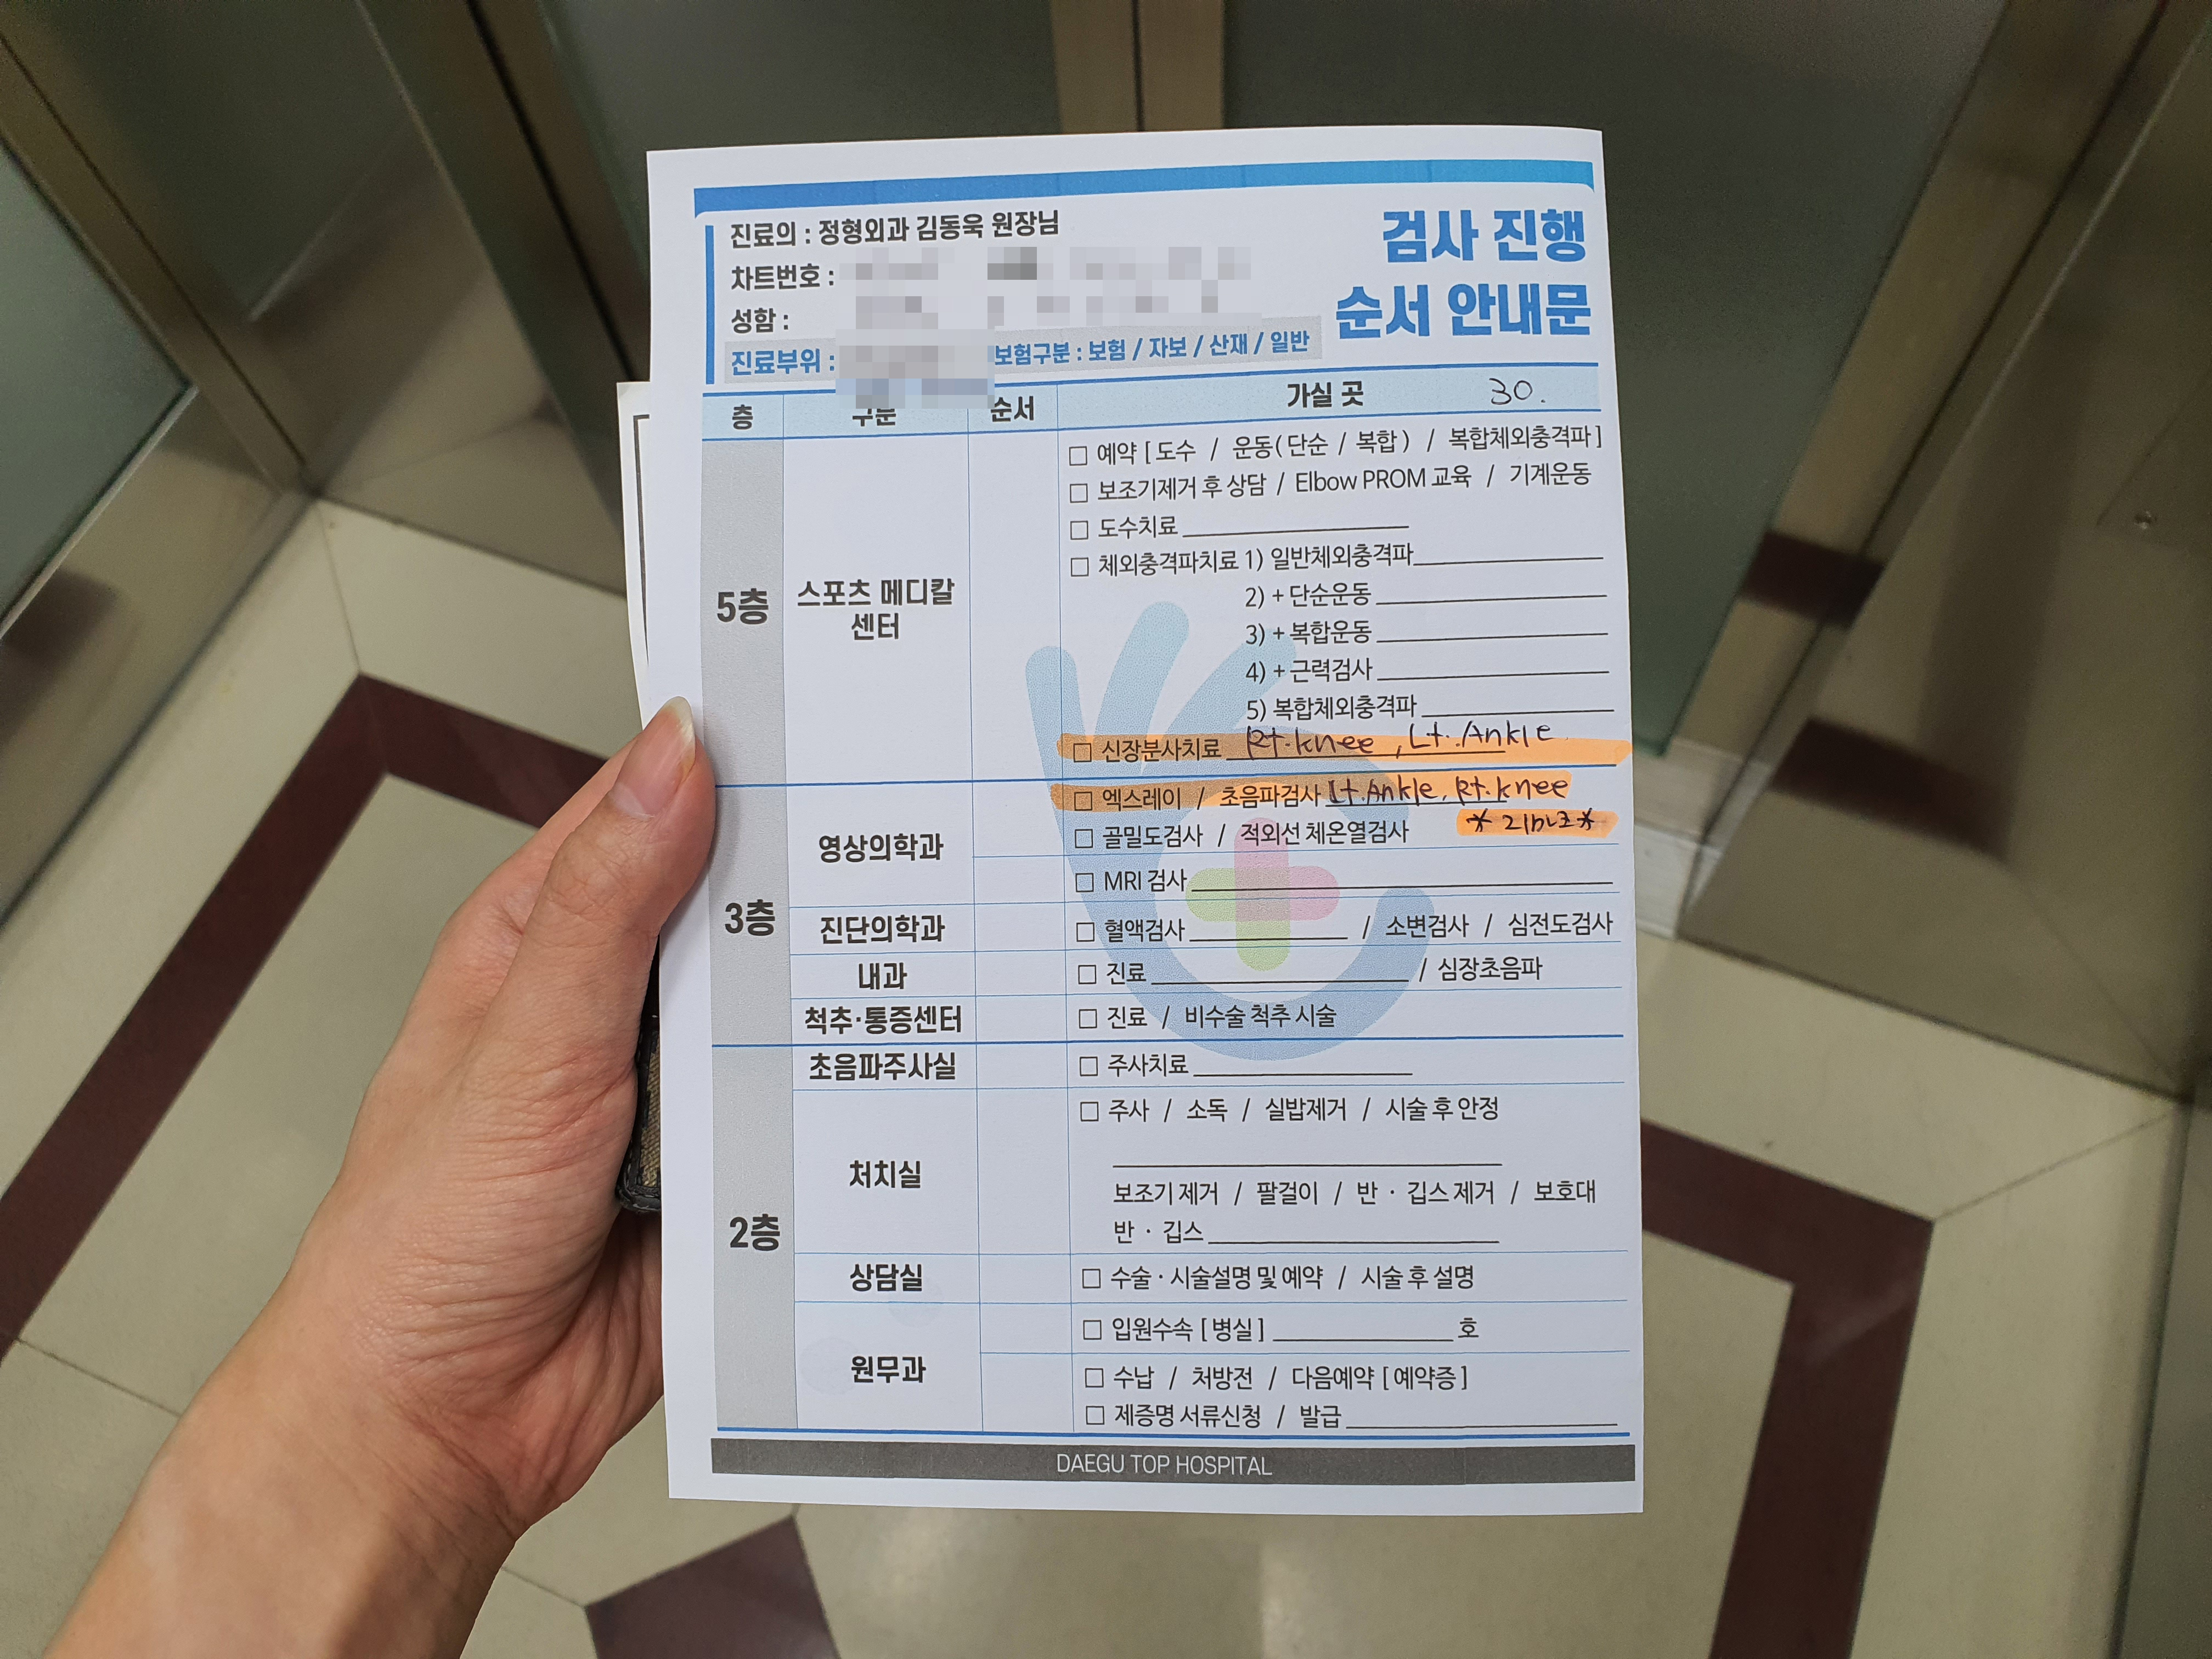 진료의 : 정형외과 김동욱 원장님
차트번호 :
성함 :
진료부위 : 보험구분 : 보험 / 자보 / 산재 / 일반
검사 진행
순서 안내문
층 구분 순서 가실 곳 30.
5층 스포츠 메디칼 센터
□ 예약 [ 도수 / 운동( 단순 / 복합 ) / 복합체외충격파 ]
□ 보조기제거 후 상담 / Elbow PROM 교육 / 기계운동
□ 도수치료
□ 체외충격파치료 1) 일반체외충격파
2) + 단순운동
3) + 복합운동
4) + 근력검사
5) 복합체외충격파
□ 신장분사치료 Rt. knee , Lt. Ankle
3층
영상의학과
□ 엑스레이 / 초음파검사 Lt. Ankle, Rt. knee
□ 골밀도검사 / 적외선 체온열검사
□ MRI 검사
진단의학과 □ 혈액검사 / 소변검사 / 심전도검사
내과 □ 진료 / 심장초음파
척추·통증센터 □ 진료 / 비수술 척추 시술
2층
초음파주사실 □ 주사치료
처치실
□ 주사 / 소독 / 실밥제거 / 시술 후 안정
보조기 제거 / 팔걸이 / 반 · 깁스 제거 / 보호대
반 · 깁스
상담실 □ 수술 · 시술설명 및 예약 / 시술 후 설명
원무과
□ 입원수속 [ 병실 ] 호
□ 수납 / 처방전 / 다음예약 [ 예약증 ]
□ 제증명 서류신청 / 발급
DAEGU TOP HOSPITAL